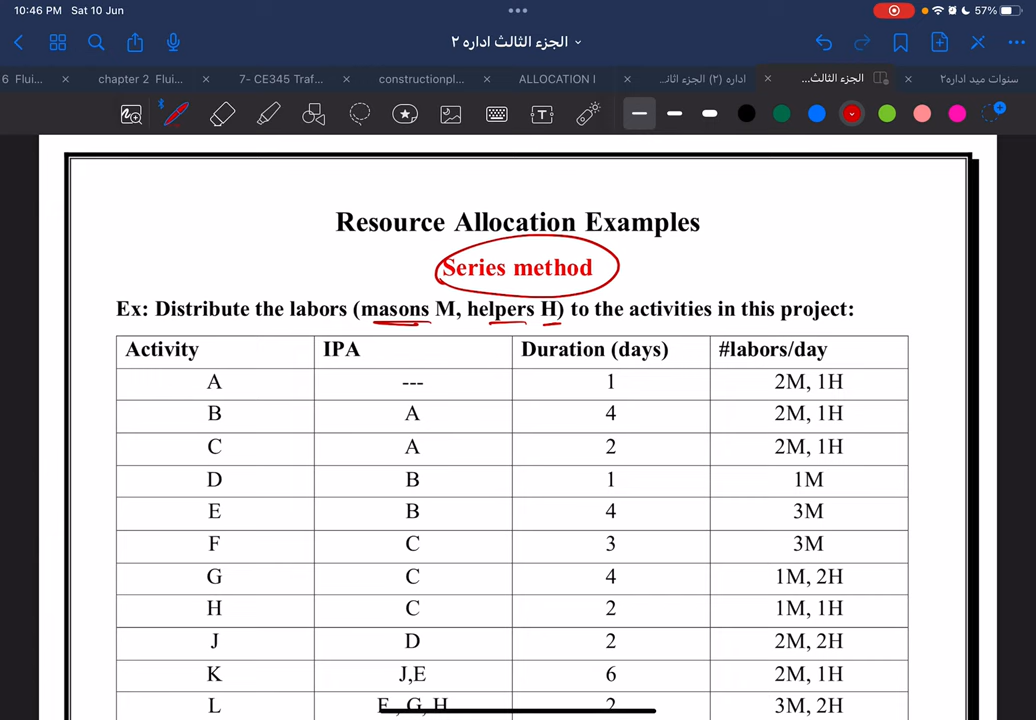 10:46 PM Sat 10 Jun
57%
الجزء الثالث اداره ٢
6 Flui...
chapter 2 Flui...
7- CE345 Traf...
constructionpl...
ALLOCATION I
اداره (٢) الجزء اثان...
الجزء الثالث...
سنوات ميد اداره٢
Resource Allocation Examples
Series method
Ex: Distribute the labors (masons M, helpers H) to the activities in this project:
Activity IPA Duration (days) #labors/day
A --- 1 2M, 1H
B A 4 2M, 1H
C A 2 2M, 1H
D B 1 1M
E B 4 3M
F C 3 3M
G C 4 1M, 2H
H C 2 1M, 1H
J D 2 2M, 2H
K J,E 6 2M, 1H
L G, H 2 3M, 2H